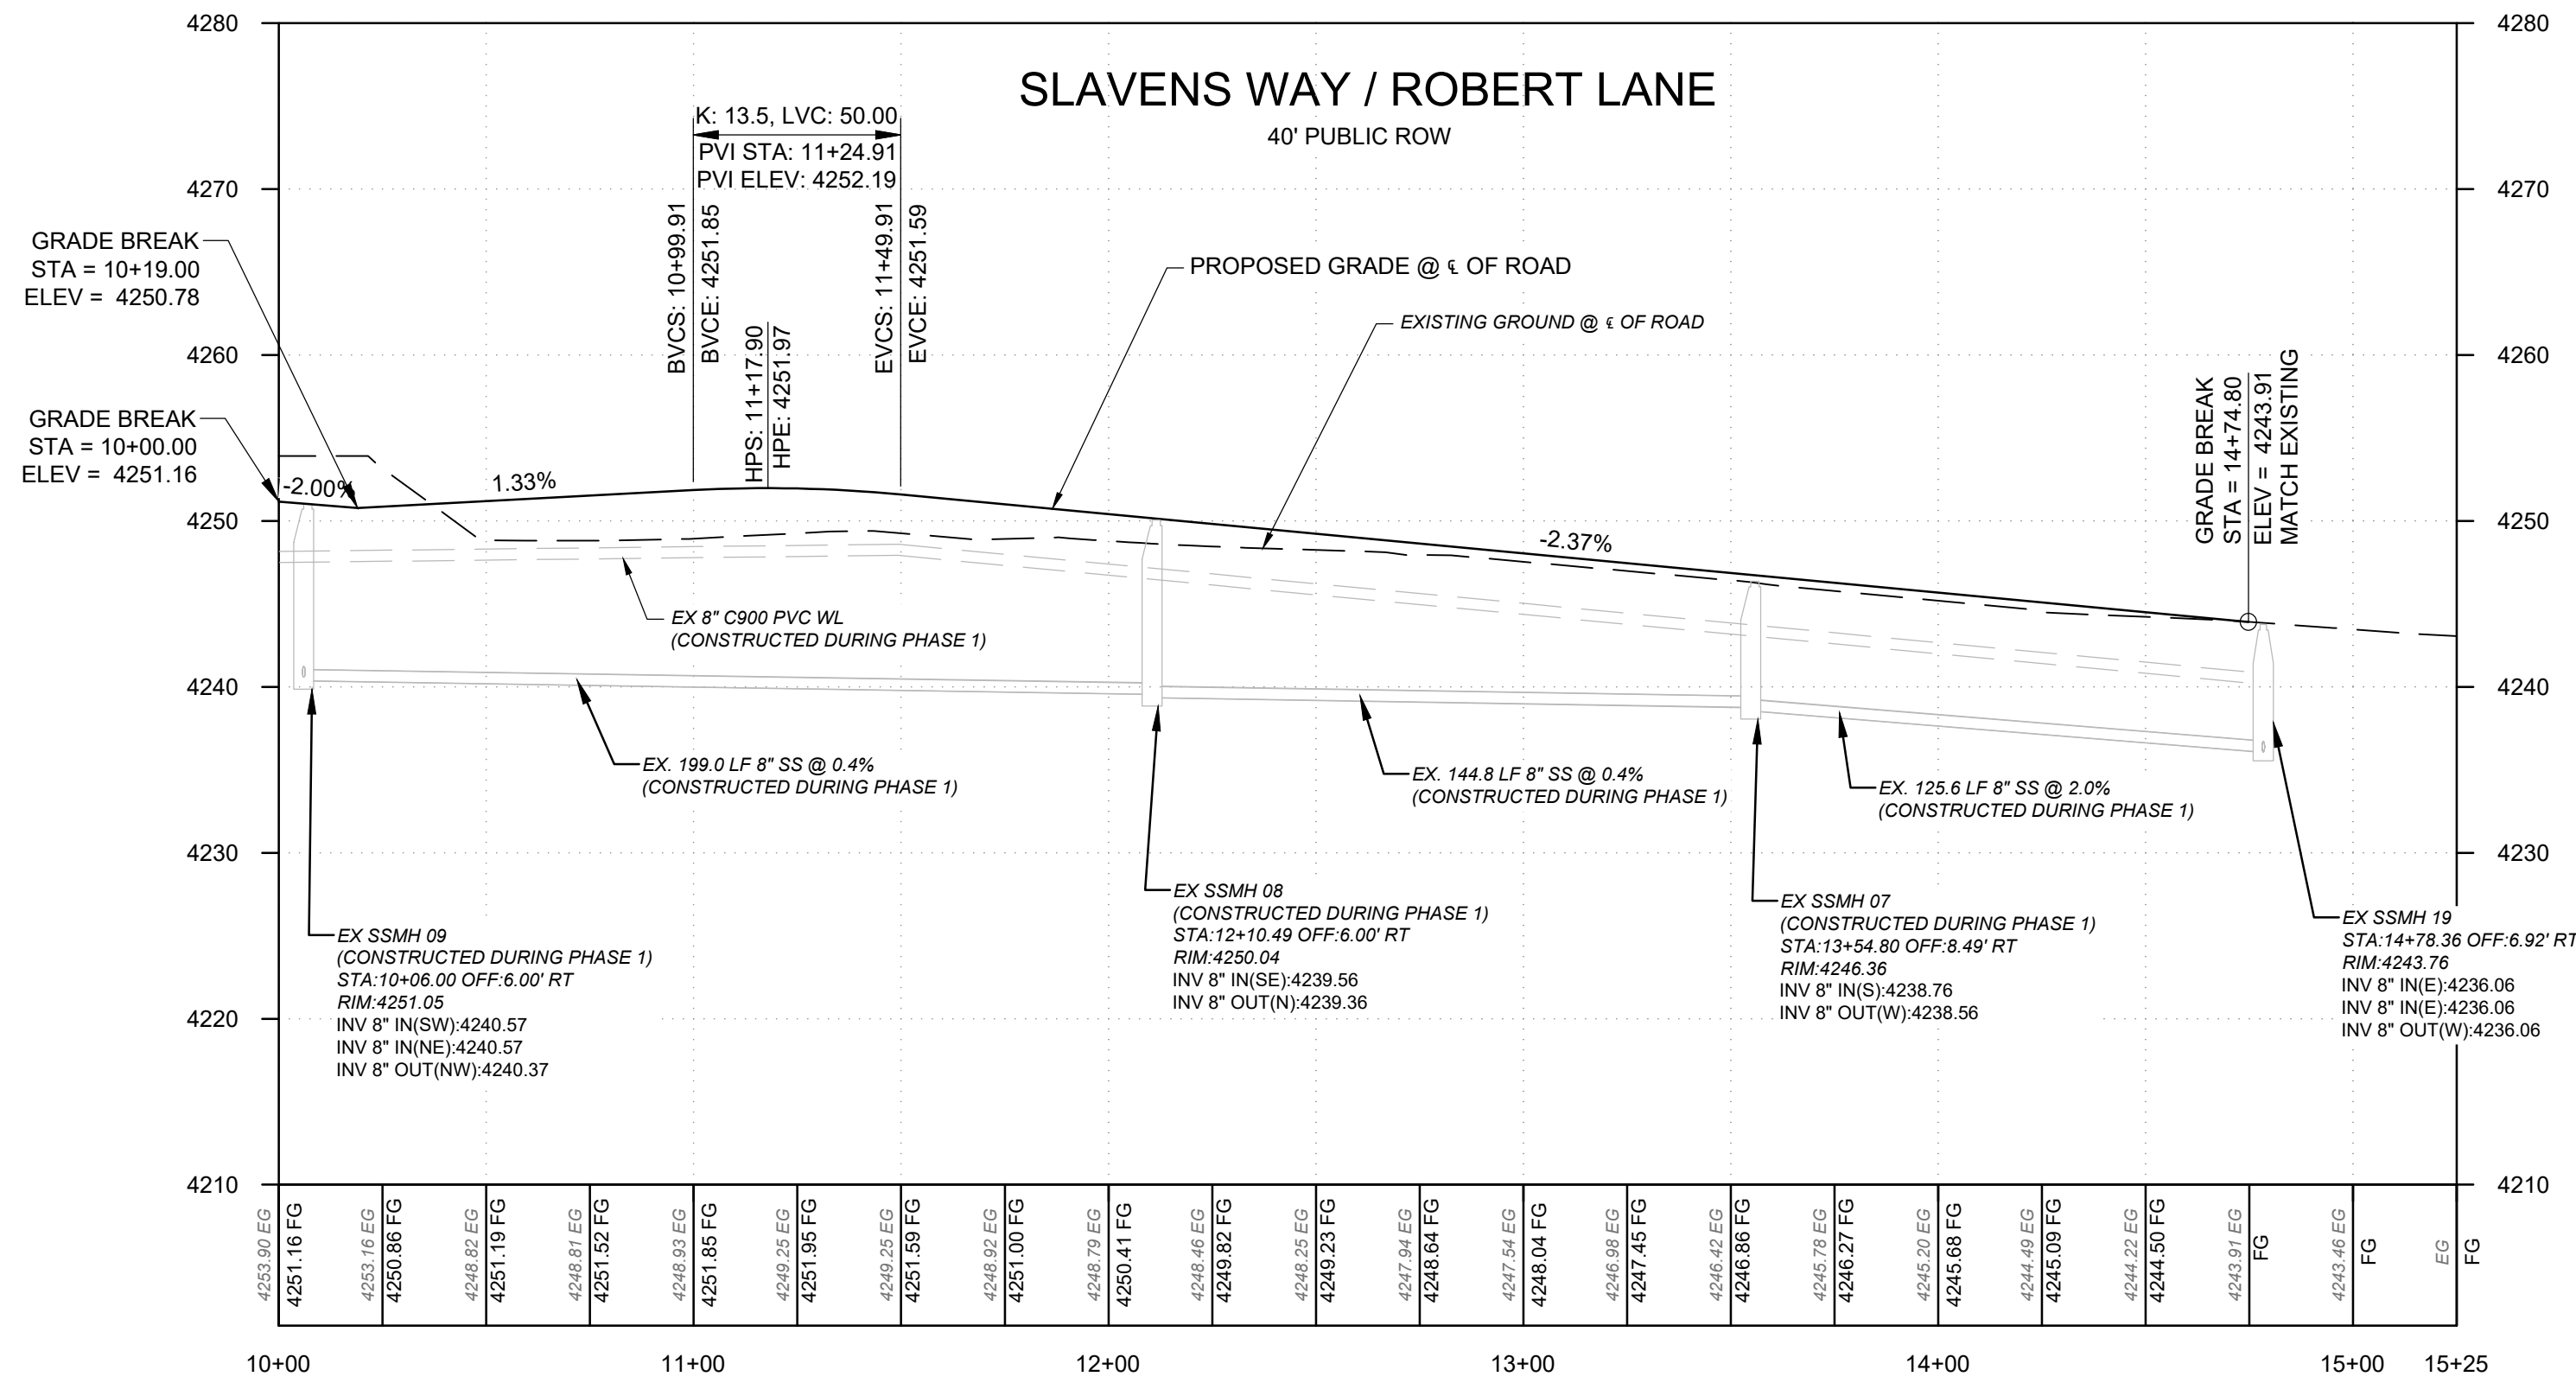 SLAVENS WAY / ROBERT LANE
40' PUBLIC ROW
4280
4270
4260
4250
4240
4230
4220
4210
4280
4270
4260
4250
4240
4230
4220
4210
K: 13.5, LVC: 50.00
PVI STA: 11+24.91
PVI ELEV: 4252.19
BVCS: 10+99.91
BVCE: 4251.85
EVCS: 11+49.91
EVCE: 4251.59
HPS: 11+17.90
HPE: 4251.97
GRADE BREAK
STA = 10+19.00
ELEV = 4250.78
GRADE BREAK
STA = 10+00.00
ELEV = 4251.16
-2.00%
1.33%
PROPOSED GRADE @ ℄ OF ROAD
EXISTING GROUND @ ℄ OF ROAD
-2.37%
GRADE BREAK
STA = 14+74.80
ELEV = 4243.91
MATCH EXISTING
EX 8" C900 PVC WL
(CONSTRUCTED DURING PHASE 1)
EX. 199.0 LF 8" SS @ 0.4%
(CONSTRUCTED DURING PHASE 1)
EX. 144.8 LF 8" SS @ 0.4%
(CONSTRUCTED DURING PHASE 1)
EX. 125.6 LF 8" SS @ 2.0%
(CONSTRUCTED DURING PHASE 1)
EX SSMH 09
(CONSTRUCTED DURING PHASE 1)
STA:10+06.00 OFF:6.00' RT
RIM:4251.05
INV 8" IN(SW):4240.57
INV 8" IN(NE):4240.57
INV 8" OUT(NW):4240.37
EX SSMH 08
(CONSTRUCTED DURING PHASE 1)
STA:12+10.49 OFF:6.00' RT
RIM:4250.04
INV 8" IN(SE):4239.56
INV 8" OUT(N):4239.36
EX SSMH 07
(CONSTRUCTED DURING PHASE 1)
STA:13+54.80 OFF:8.49' RT
RIM:4246.36
INV 8" IN(S):4238.76
INV 8" OUT(W):4238.56
EX SSMH 19
STA:14+78.36 OFF:6.92' RT
RIM:4243.76
INV 8" IN(E):4236.06
INV 8" IN(E):4236.06
INV 8" OUT(W):4236.06
4253.90 EG
4251.16 FG
4253.16 EG
4250.86 FG
4248.82 EG
4251.19 FG
4248.81 EG
4251.52 FG
4248.93 EG
4251.85 FG
4249.25 EG
4251.95 FG
4249.25 EG
4251.59 FG
4248.92 EG
4251.00 FG
4248.79 EG
4250.41 FG
4248.46 EG
4249.82 FG
4248.25 EG
4249.23 FG
4247.94 EG
4248.64 FG
4247.54 EG
4248.04 FG
4246.98 EG
4247.45 FG
4246.42 EG
4246.86 FG
4245.78 EG
4246.27 FG
4245.20 EG
4245.68 FG
4244.49 EG
4245.09 FG
4244.22 EG
4244.50 FG
4243.91 EG
FG
4243.46 EG
FG
EG
FG
10+00
11+00
12+00
13+00
14+00
15+00
15+25